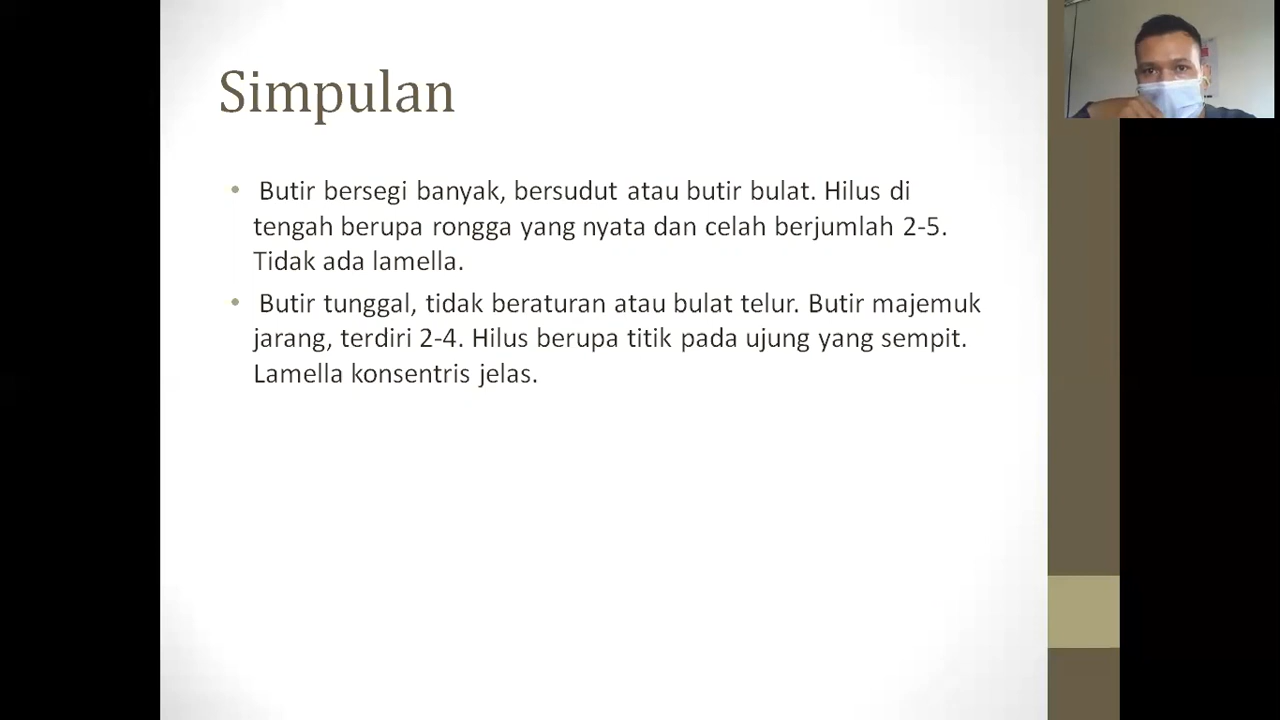 Simpulan
• Butir bersegi banyak, bersudut atau butir bulat. Hilus di
tengah berupa rongga yang nyata dan celah berjumlah 2-5.
Tidak ada lamella.
• Butir tunggal, tidak beraturan atau bulat telur. Butir majemuk
jarang, terdiri 2-4. Hilus berupa titik pada ujung yang sempit.
Lamella konsentris jelas.